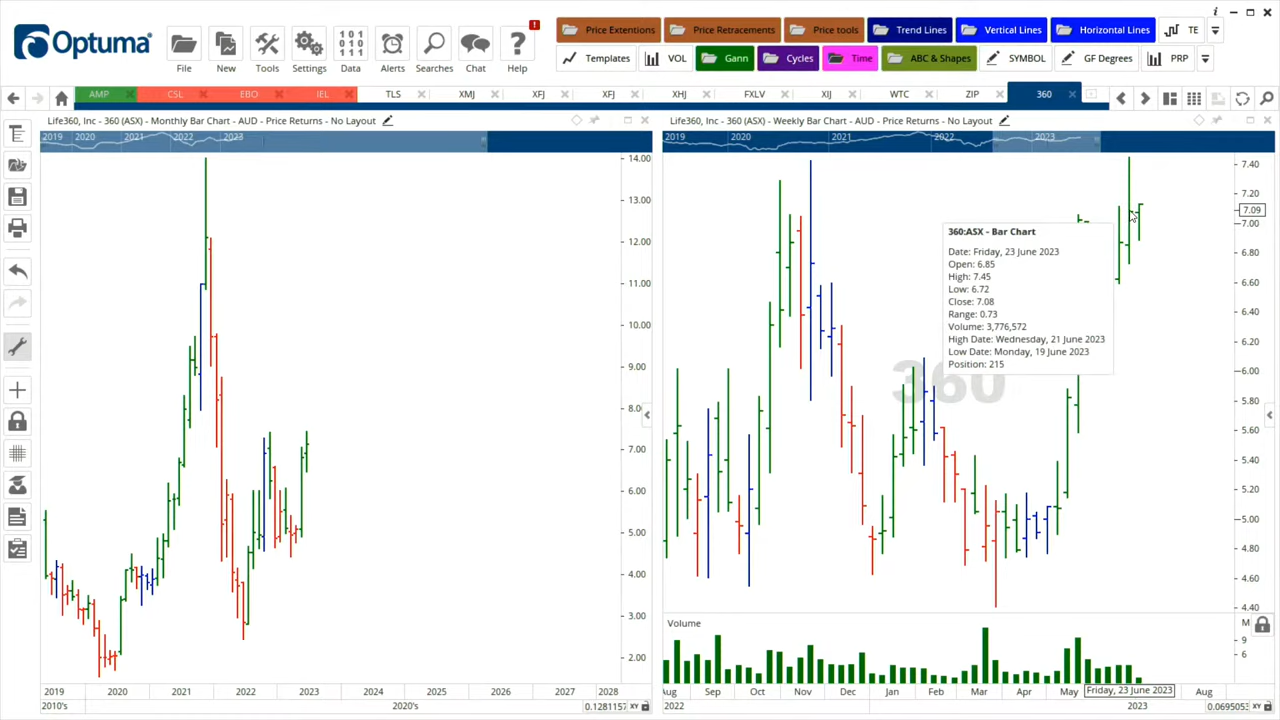 Optuma
File
New
Tools
Settings
101
010
101
Data
Alerts
Searches
Chat
!
?
Help
Price Extentions
Price Retracements
Price tools
Trend Lines
Vertical Lines
Horizontal Lines
TE
Templates
VOL
Gann
Cycles
Time
ABC & Shapes
SYMBOL
GF Degrees
PRP
AMP
CSL
EBO
IEL
TLS
XMJ
XFJ
XFJ
XHJ
FXLV
XIJ
WTC
ZIP
360
Life360, Inc - 360 (ASX) - Monthly Bar Chart - AUD - Price Returns - No Layout
2019 2020 2021 2022 2023
14.00
13.00
12.00
11.00
10.00
9.00
8.0
7.00
6.00
5.00
4.00
3.00
2.00
2019 2020 2021 2022 2023 2024 2025 2026 2027 2028
2010's 2020's 0.1281157 XY
Life360, Inc - 360 (ASX) - Weekly Bar Chart - AUD - Price Returns - No Layout
2019 2020 2021 2022 2023
360
360:ASX - Bar Chart
Date: Friday, 23 June 2023
Open: 6.85
High: 7.45
Low: 6.72
Close: 7.08
Range: 0.73
Volume: 3,776,572
High Date: Wednesday, 21 June 2023
Low Date: Monday, 19 June 2023
Position: 215
7.40
7.20
7.09
7.00
6.80
6.60
6.40
6.20
6.00
5.80
5.60
5.40
5.20
5.00
4.80
4.60
4.40
Volume
M
9
6
Aug Sep Oct Nov Dec Jan Feb Mar Apr May Friday, 23 June 2023 Aug
2022 2023 0.0695053 XY